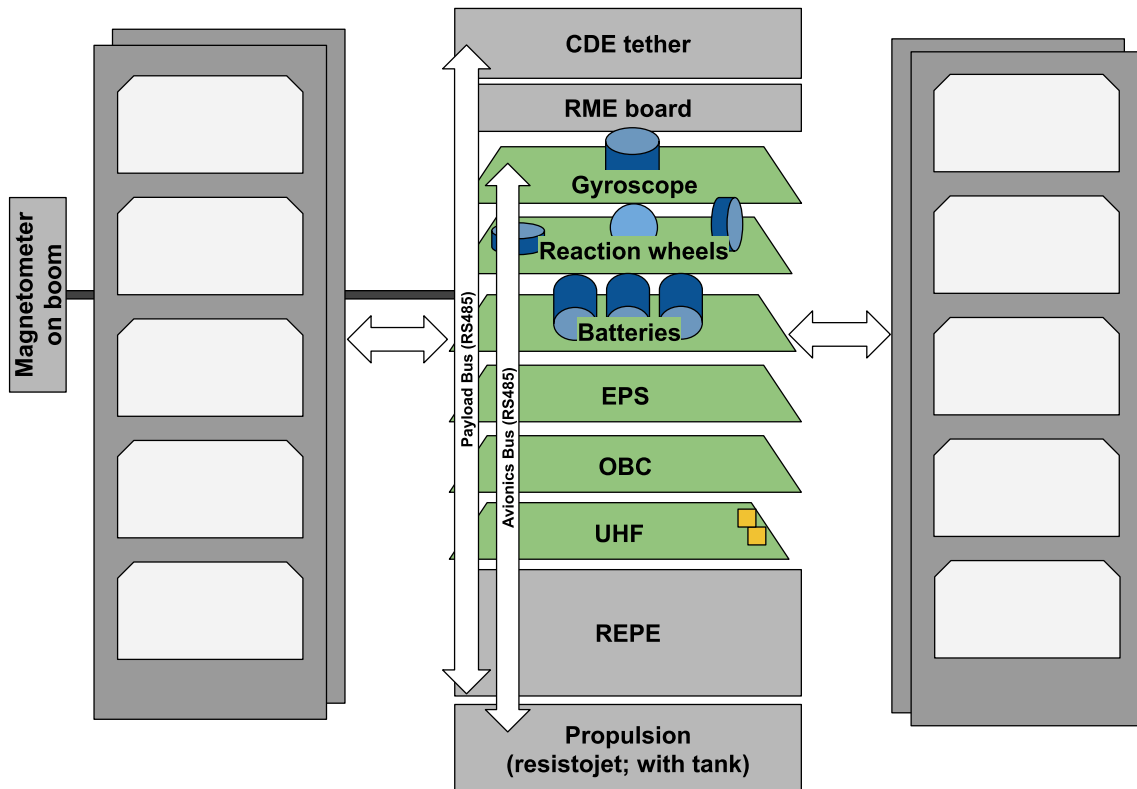 CDE tether
RME board
Gyroscope
Reaction wheels
Magnetometer
on boom
Batteries
Payload Bus (RS485)
Avionics Bus (RS485)
EPS
OBC
UHF
REPE
Propulsion
(resistojet; with tank)